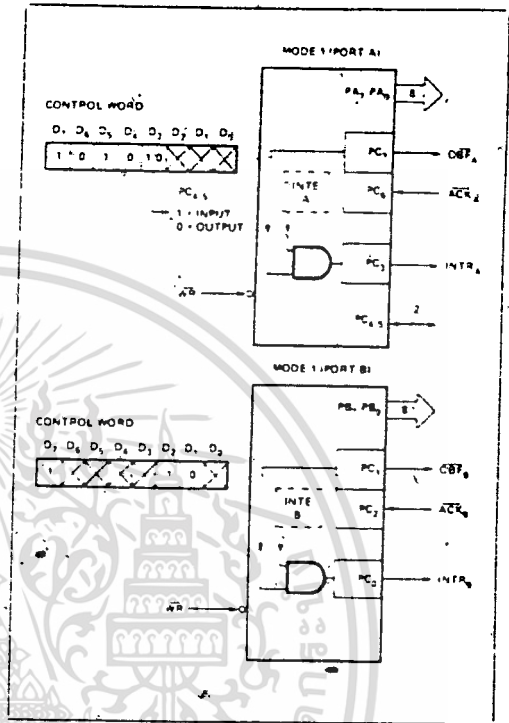 MODE 1 (PORT A)
PA7 PA0 8
CONTROL WORD
D7 D6 D5 D4 D3 D2 D1 D0
1 0 1 0 1/0
PC4,5
1 = INPUT
0 = OUTPUT
PC7 OBFA
INTE A
PC6 ACKA
PC3 INTRA
WR
PC4,5 2
MODE 1 (PORT B)
PB7 PB0 8
CONTROL WORD
D7 D6 D5 D4 D3 D2 D1 D0
1 1 0
PC1 OBFB
INTE B
PC2 ACKB
PC0 INTRB
WR